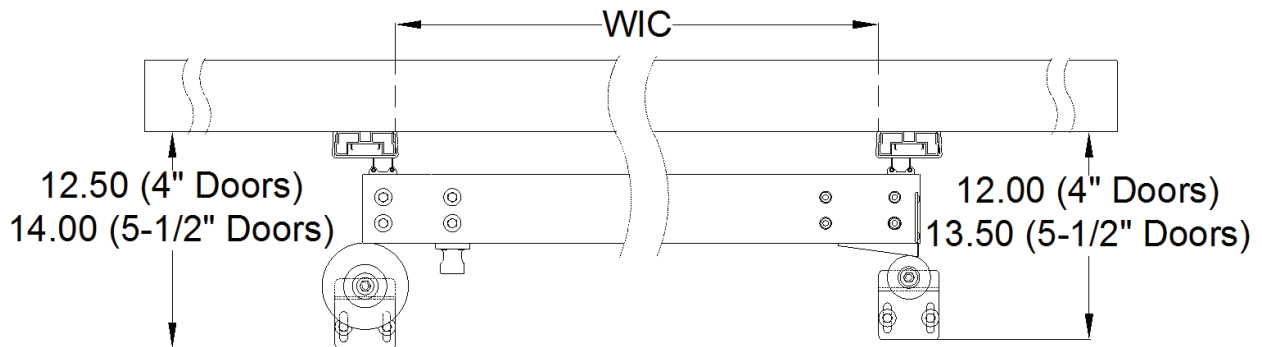 WIC
12.50 (4" Doors)
14.00 (5-1/2" Doors)
12.00 (4" Doors)
13.50 (5-1/2" Doors)